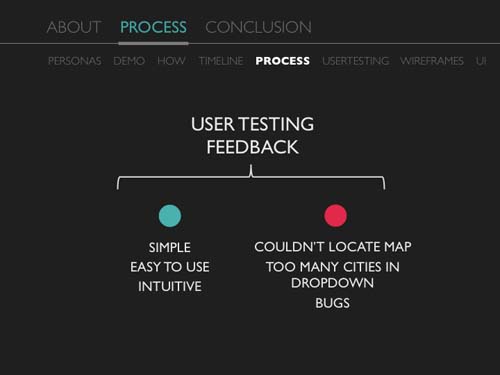 ABOUT PROCESS CONCLUSION
PERSONAS DEMO HOW TIMELINE PROCESS USERTESTING WIREFRAMES UI
USER TESTING
FEEDBACK
SIMPLE
EASY TO USE
INTUITIVE
COULDN'T LOCATE MAP
TOO MANY CITIES IN
DROPDOWN
BUGS